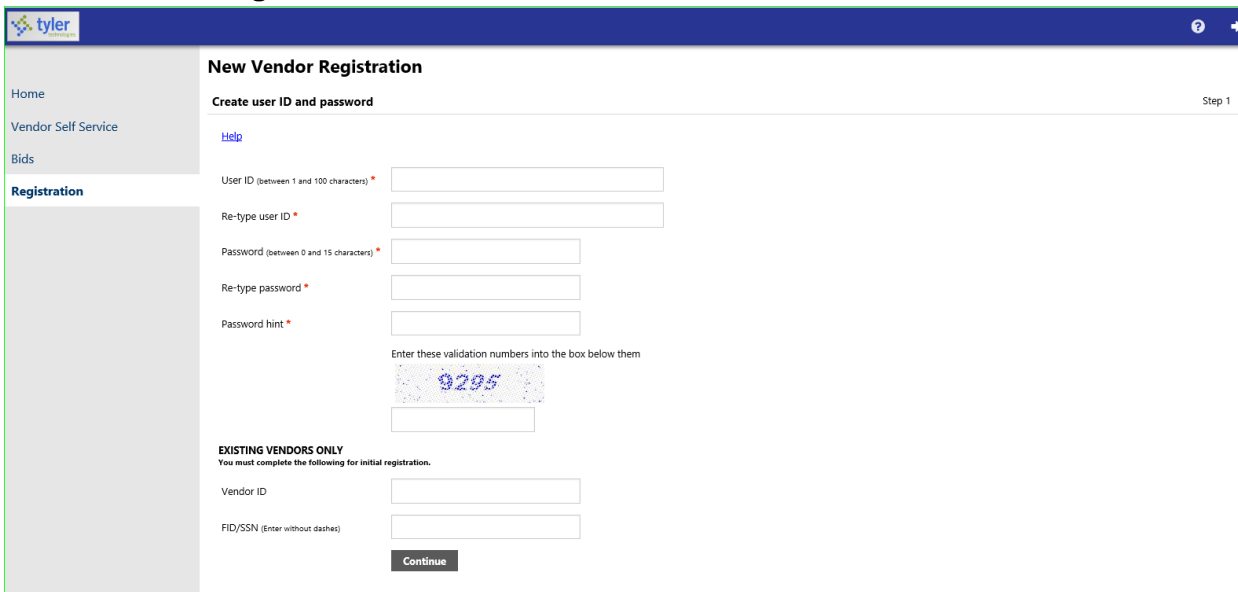 tyler
technologies
New Vendor Registration
Home
Create user ID and password
Step 1
Vendor Self Service
Help
Bids
User ID (between 1 and 100 characters) *
Registration
Re-type user ID *
Password (between 0 and 15 characters) *
Re-type password *
Password hint *
Enter these validation numbers into the box below them
9295
EXISTING VENDORS ONLY
You must complete the following for initial registration.
Vendor ID
FID/SSN (Enter without dashes)
Continue